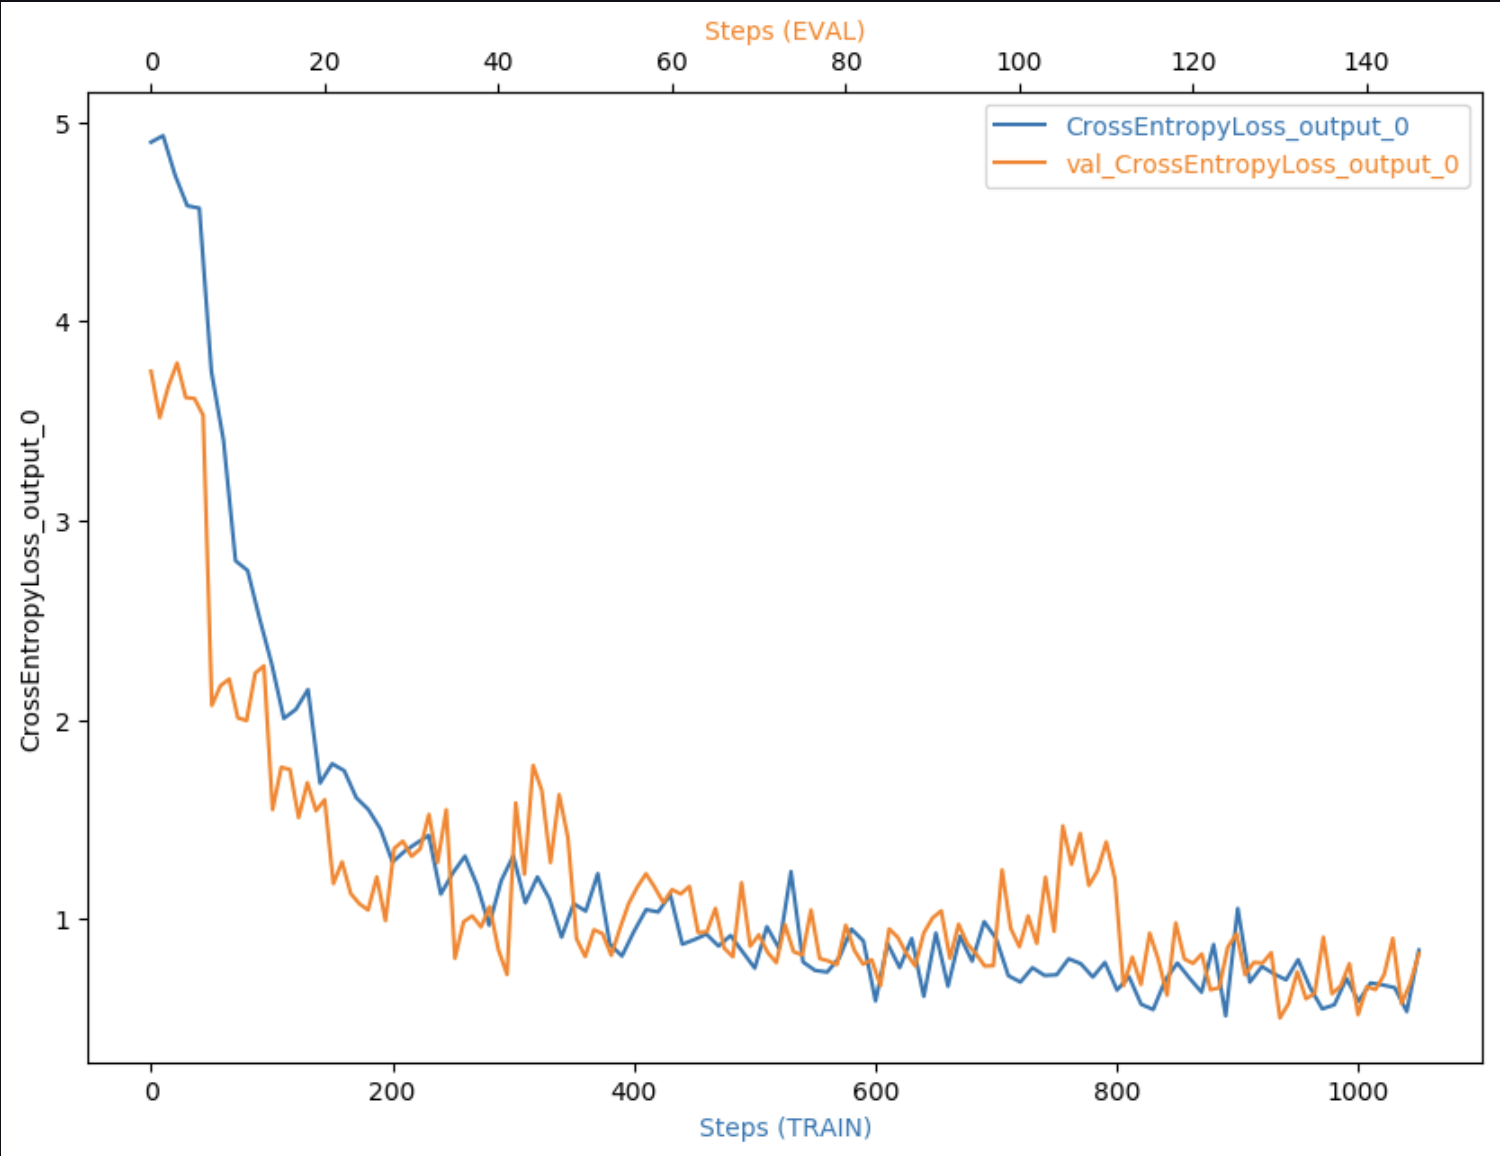 Steps (EVAL)
0 20 40 60 80 100 120 140
CrossEntropyLoss_output_0
val_CrossEntropyLoss_output_0
CrossEntropyLoss_output_0
5
4
3
2
1
0 200 400 600 800 1000
Steps (TRAIN)